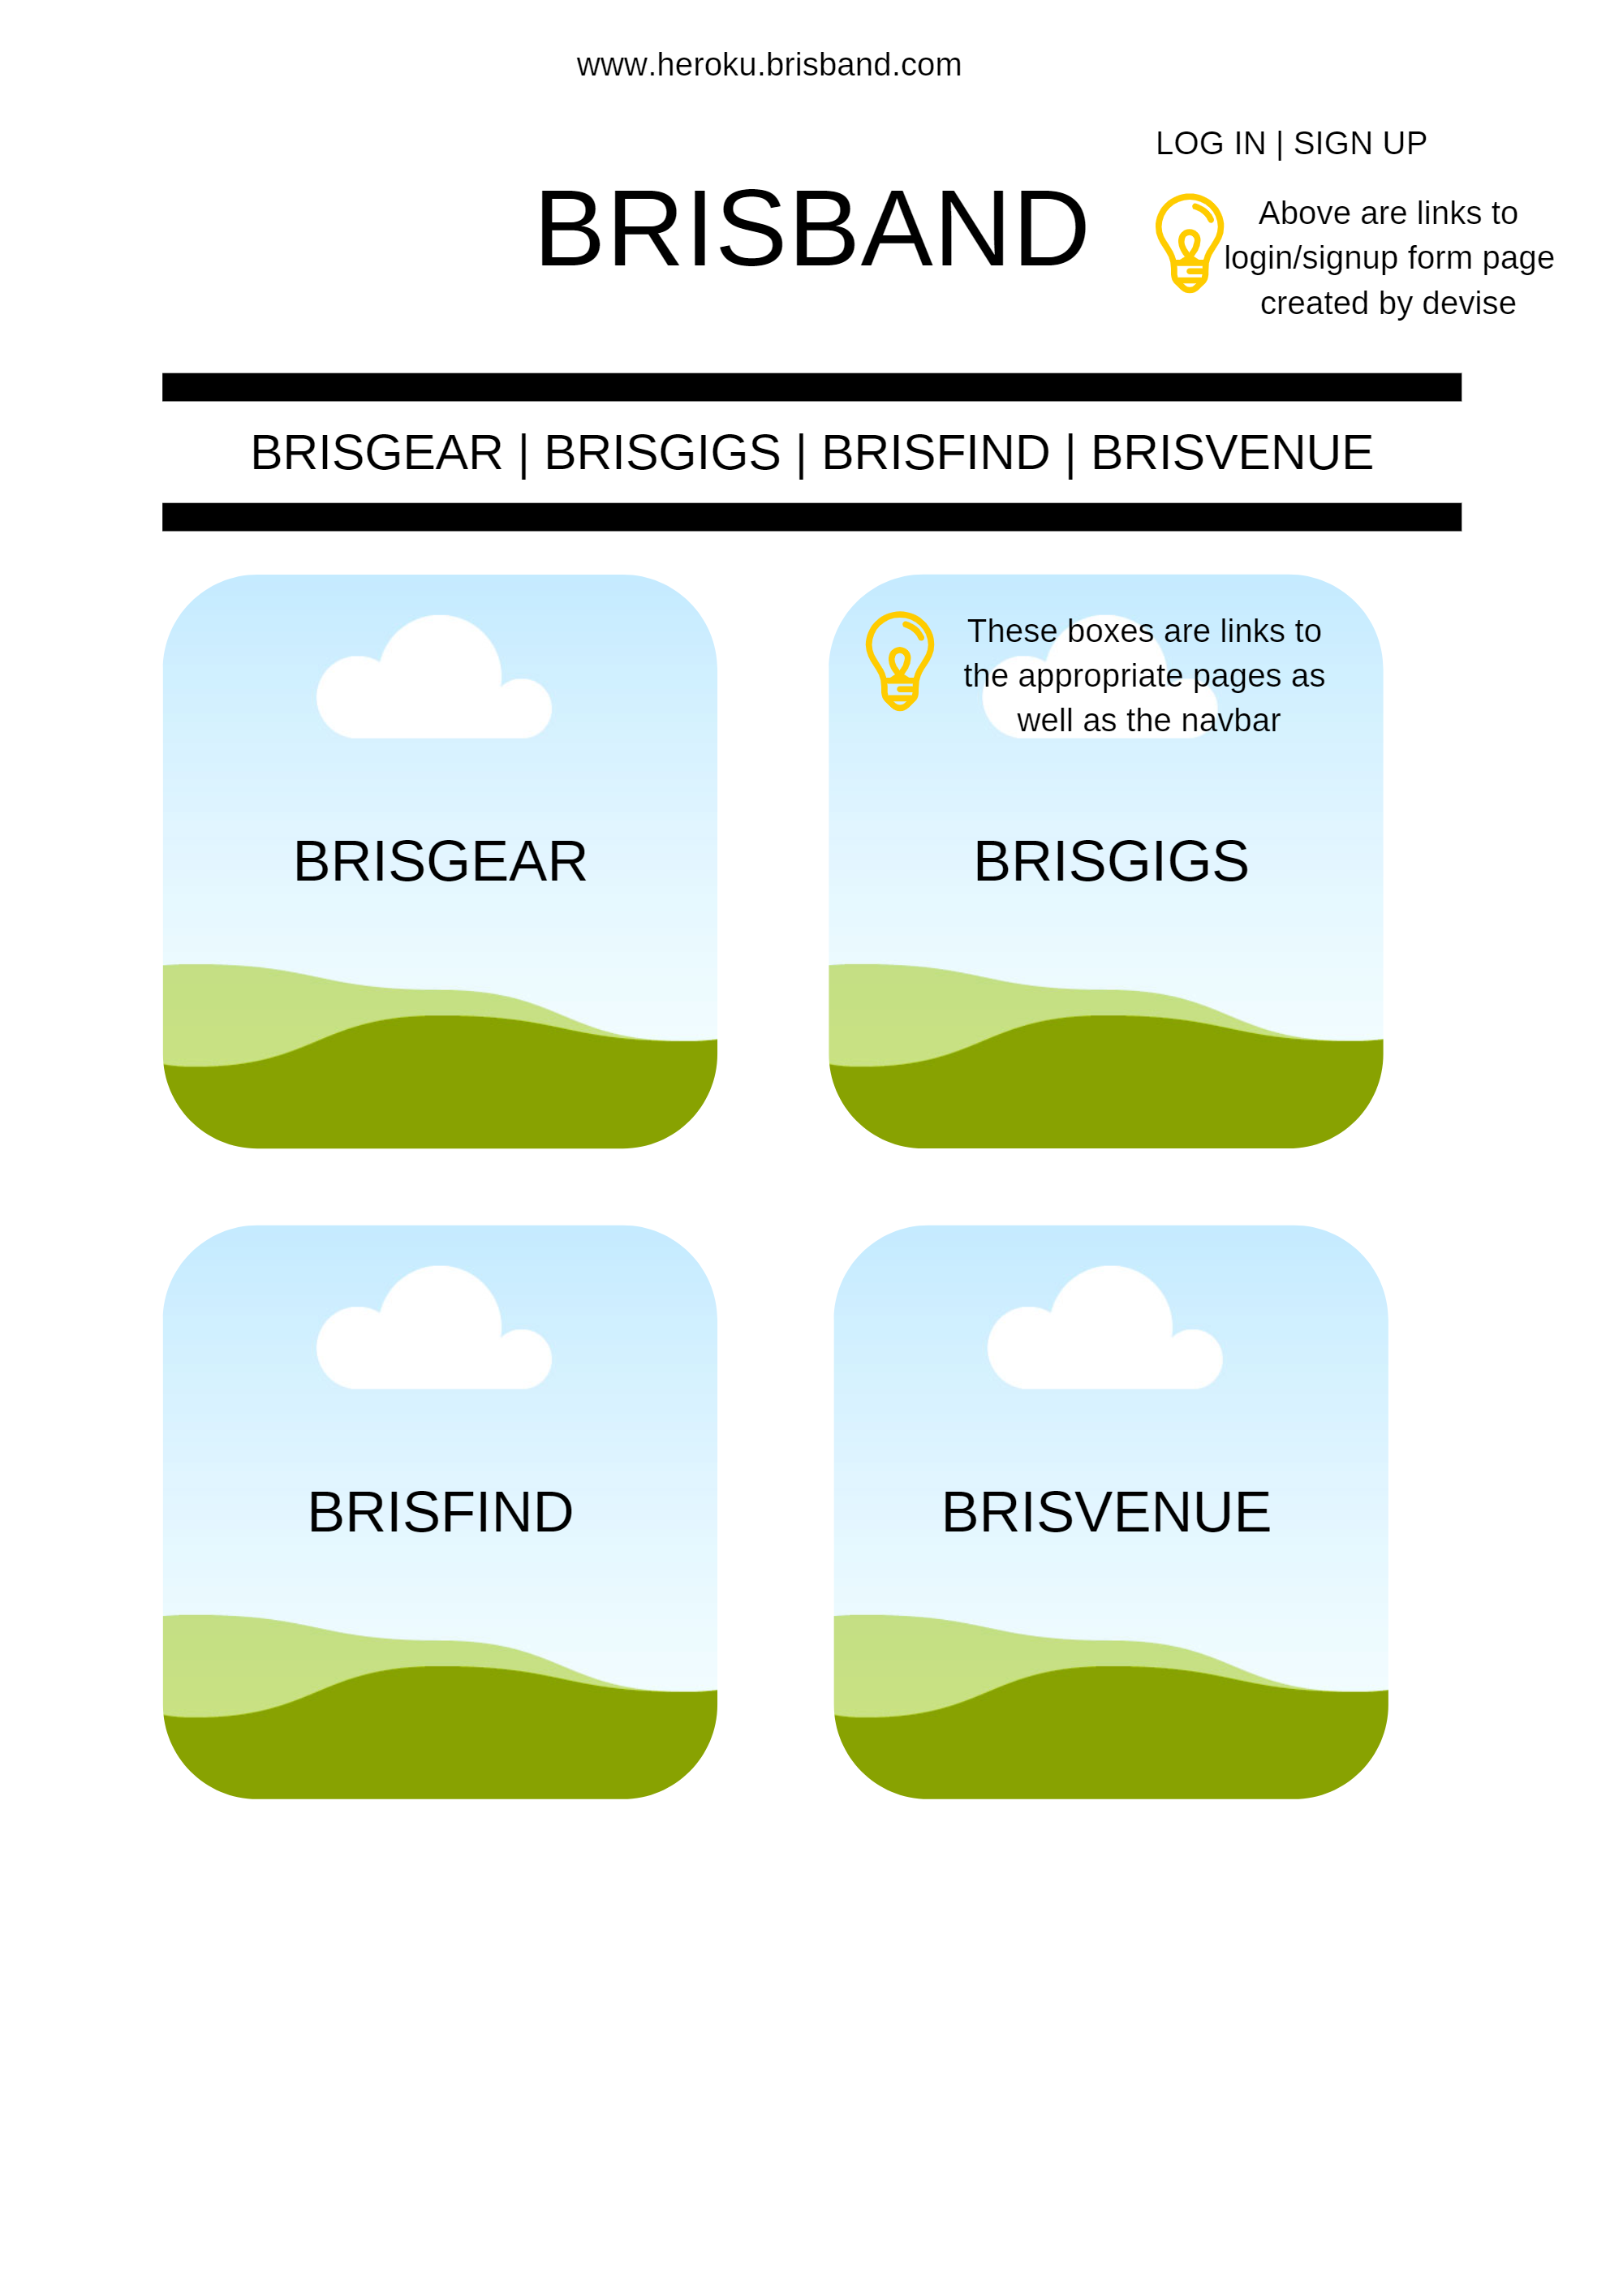 www.heroku.brisband.com
LOG IN | SIGN UP
BRISBAND
Above are links to
login/signup form page
created by devise
BRISGEAR | BRISGIGS | BRISFIND | BRISVENUE
These boxes are links to
the appropriate pages as
well as the navbar
BRISGEAR
BRISGIGS
BRISFIND
BRISVENUE